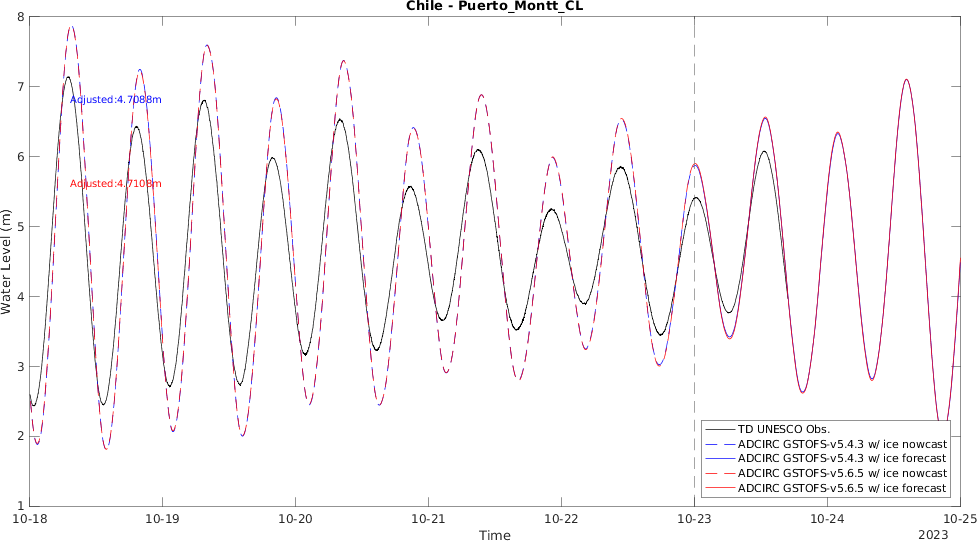 Chile - Puerto_Montt_CL
8
7
6
5
4
3
2
1
Water Level (m)
Adjusted:4.7088m
Adjusted:4.7108m
TD UNESCO Obs.
ADCIRC GSTOFS-v5.4.3 w/ ice nowcast
ADCIRC GSTOFS-v5.4.3 w/ ice forecast
ADCIRC GSTOFS-v5.6.5 w/ ice nowcast
ADCIRC GSTOFS-v5.6.5 w/ ice forecast
10-18 10-19 10-20 10-21 10-22 10-23 10-24 10-25
Time
2023